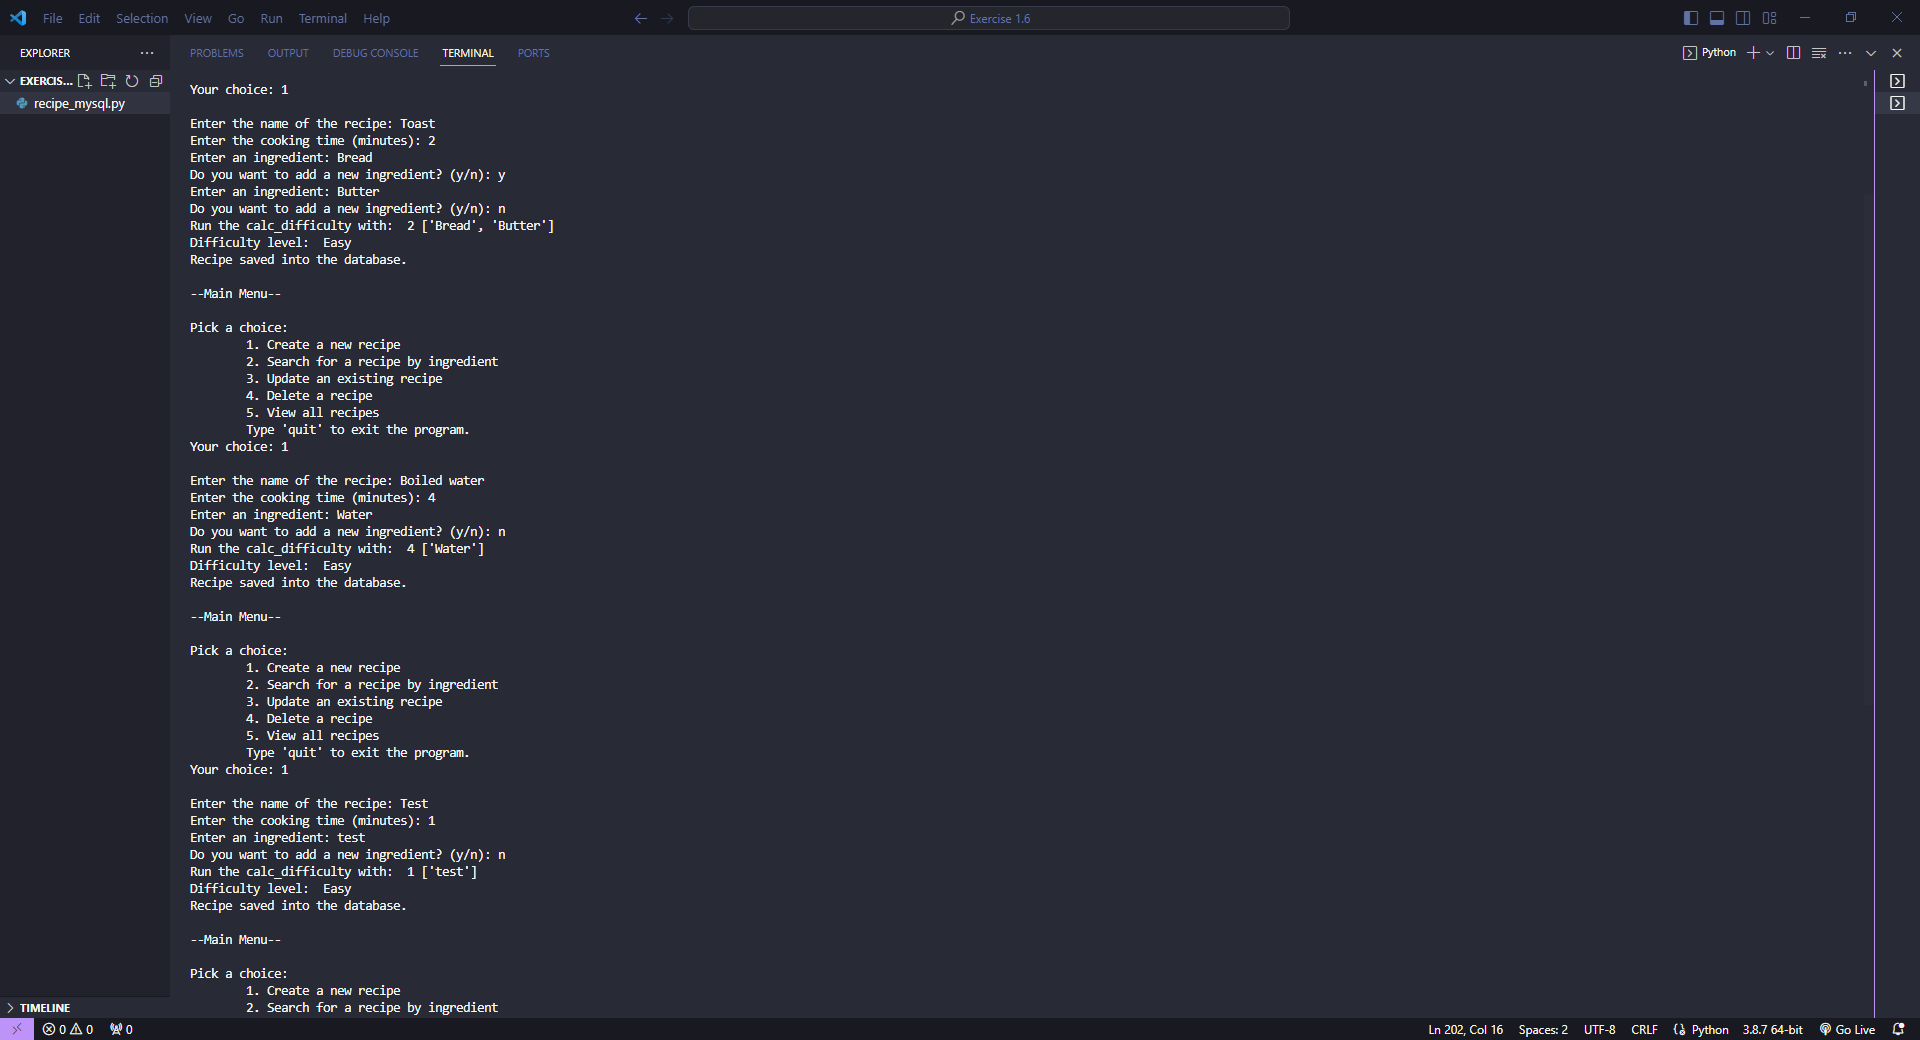 File Edit Selection View Go Run Terminal Help
Exercise 1.6
EXPLORER
PROBLEMS OUTPUT DEBUG CONSOLE TERMINAL PORTS
Python
EXERCIS...
recipe_mysql.py
Your choice: 1
Enter the name of the recipe: Toast
Enter the cooking time (minutes): 2
Enter an ingredient: Bread
Do you want to add a new ingredient? (y/n): y
Enter an ingredient: Butter
Do you want to add a new ingredient? (y/n): n
Run the calc_difficulty with:  2 ['Bread', 'Butter']
Difficulty level:  Easy
Recipe saved into the database.
--Main Menu--
Pick a choice:
1. Create a new recipe
2. Search for a recipe by ingredient
3. Update an existing recipe
4. Delete a recipe
5. View all recipes
Type 'quit' to exit the program.
Your choice: 1
Enter the name of the recipe: Boiled water
Enter the cooking time (minutes): 4
Enter an ingredient: Water
Do you want to add a new ingredient? (y/n): n
Run the calc_difficulty with:  4 ['Water']
Difficulty level:  Easy
Recipe saved into the database.
--Main Menu--
Pick a choice:
1. Create a new recipe
2. Search for a recipe by ingredient
3. Update an existing recipe
4. Delete a recipe
5. View all recipes
Type 'quit' to exit the program.
Your choice: 1
Enter the name of the recipe: Test
Enter the cooking time (minutes): 1
Enter an ingredient: test
Do you want to add a new ingredient? (y/n): n
Run the calc_difficulty with:  1 ['test']
Difficulty level:  Easy
Recipe saved into the database.
--Main Menu--
Pick a choice:
1. Create a new recipe
2. Search for a recipe by ingredient
TIMELINE
0 0 0
Ln 202, Col 16 Spaces: 2 UTF-8 CRLF Python 3.8.7 64-bit Go Live